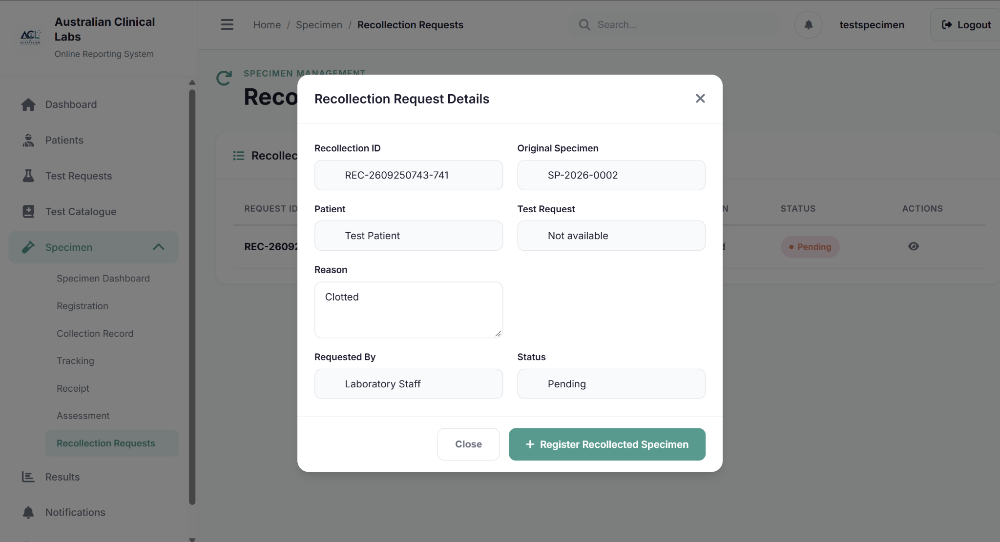 Australian Clinical
Labs
Online Reporting System
ACL
AUSTRALIAN
Home / Specimen / Recollection Requests
Search...
testspecimen
Logout
Dashboard
Patients
Test Requests
Test Catalogue
Specimen
Specimen Dashboard
Registration
Collection Record
Tracking
Receipt
Assessment
Recollection Requests
Results
Notifications
SPECIMEN MANAGEMENT
Reco
Recollec
REQUEST ID
N
STATUS
ACTIONS
REC-2609
d
Pending
Recollection Request Details
Recollection ID
Original Specimen
REC-2609250743-741
SP-2026-0002
Patient
Test Request
Test Patient
Not available
Reason
Clotted
Requested By
Status
Laboratory Staff
Pending
Close
+ Register Recollected Specimen